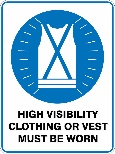 HIGH VISIBILITY
CLOTHING OR VEST
MUST BE WORN